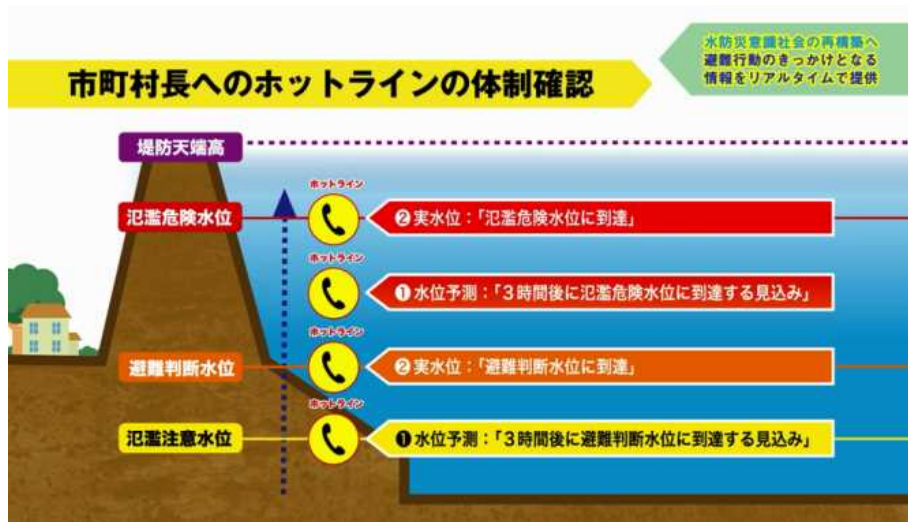 水防災意識社会の再構築へ
避難行動のきっかけとなる
情報をリアルタイムで提供
市町村長へのホットラインの体制確認
堤防天端高
ホットライン
氾濫危険水位
❷実水位：「氾濫危険水位に到達」
ホットライン
❶水位予測：「3時間後に氾濫危険水位に到達する見込み」
ホットライン
避難判断水位
❷実水位：「避難判断水位に到達」
ホットライン
氾濫注意水位
❶水位予測：「3時間後に避難判断水位に到達する見込み」